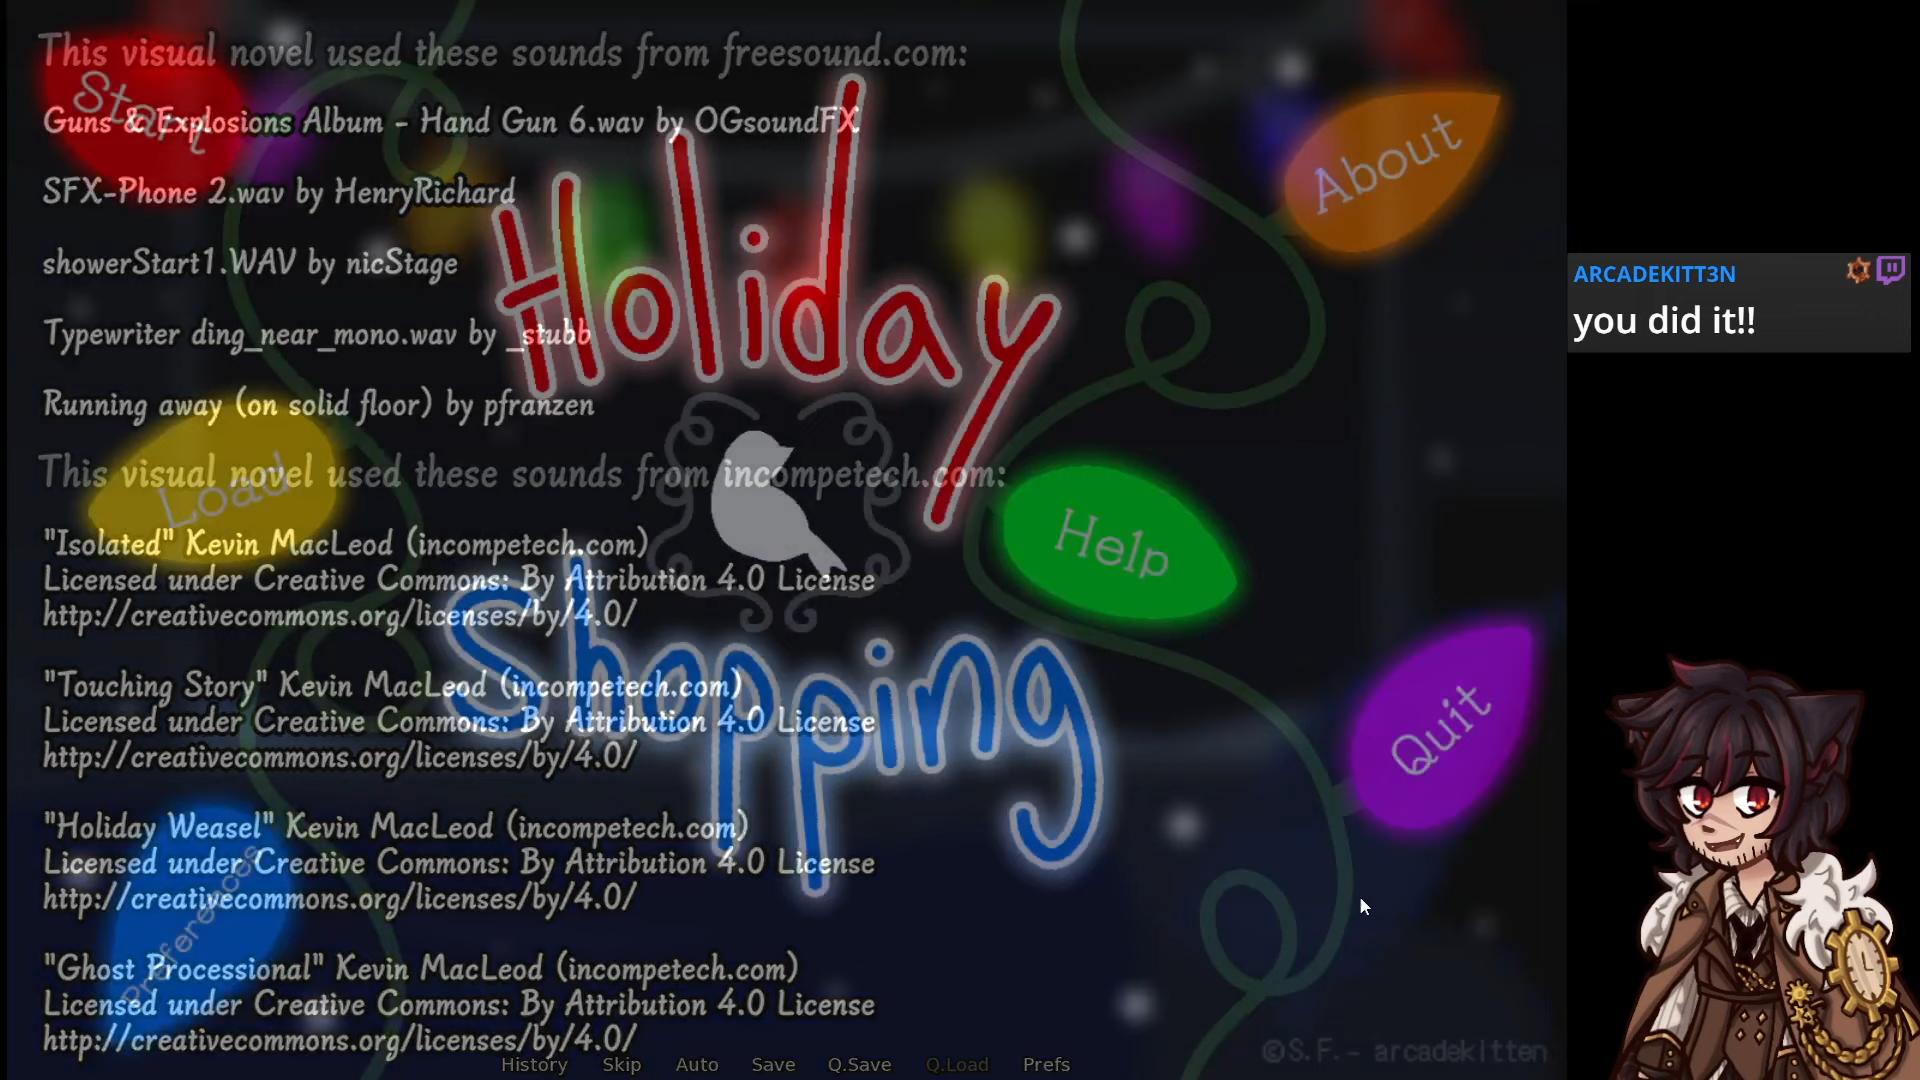 This visual novel used these sounds from freesound.com:
Start
Guns & Explosions Album - Hand Gun 6.wav by OGsoundFX
SFX-Phone 2.wav by HenryRichard
showerStart1.WAV by nicStage
Typewriter ding_near_mono.wav by _stubb
Running away (on solid floor) by pfranzen
This visual novel used these sounds from incompetech.com:
Load
"Isolated" Kevin MacLeod (incompetech.com)
Licensed under Creative Commons: By Attribution 4.0 License
http://creativecommons.org/licenses/by/4.0/
"Touching Story" Kevin MacLeod (incompetech.com)
Licensed under Creative Commons: By Attribution 4.0 License
http://creativecommons.org/licenses/by/4.0/
"Holiday Weasel" Kevin MacLeod (incompetech.com)
Licensed under Creative Commons: By Attribution 4.0 License
http://creativecommons.org/licenses/by/4.0/
Preferences
"Ghost Processional" Kevin MacLeod (incompetech.com)
Licensed under Creative Commons: By Attribution 4.0 License
http://creativecommons.org/licenses/by/4.0/
Holiday
Shopping
About
Help
Quit
©S.F.- arcadekitten
History Skip Auto Save Q.Save Q.Load Prefs
ARCADEKITT3N
you did it!!